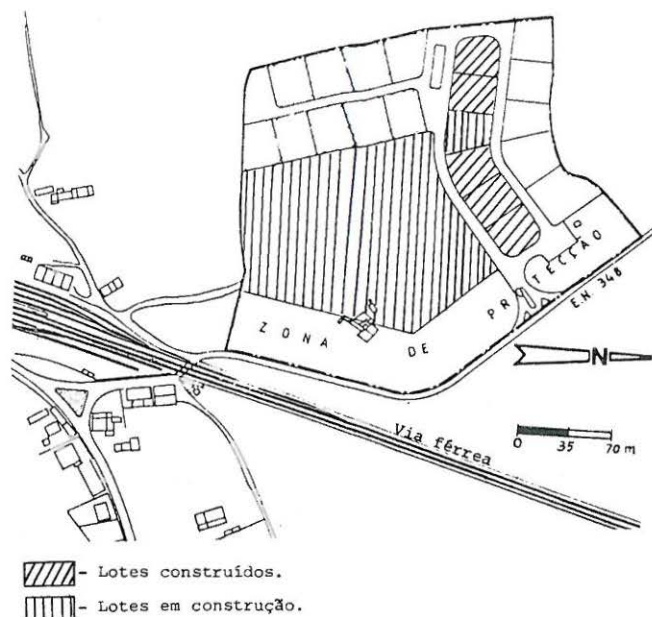 ZONA DE PROTECÇÃO
E.N. 348
N
0 35 70 m
Via férrea
- Lotes construídos.
- Lotes em construção.